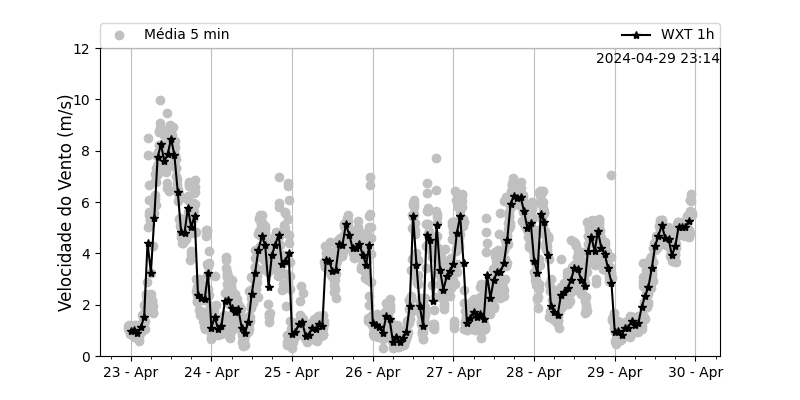 Média 5 min
WXT 1h
2024-04-29 23:14
Velocidade do Vento (m/s)
12
10
8
6
4
2
0
23 - Apr 24 - Apr 25 - Apr 26 - Apr 27 - Apr 28 - Apr 29 - Apr 30 - Apr